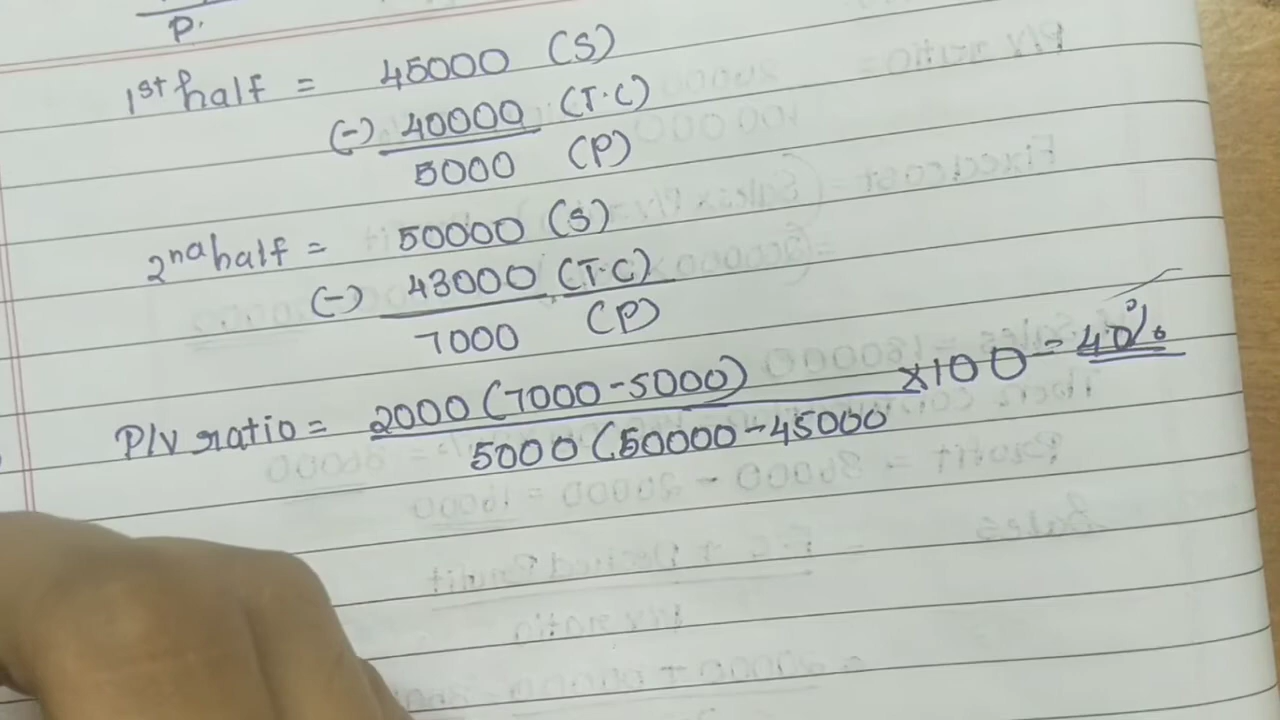 P.
1st half = 45000 (S)
(-) 40000 (T.C)
5000 (P)
2nd half = 50000 (S)
(-) 43000 (T.C)
7000 (P)
P/V ratio = 2000 (7000-5000) x100 = 40%
5000 (50000-45000